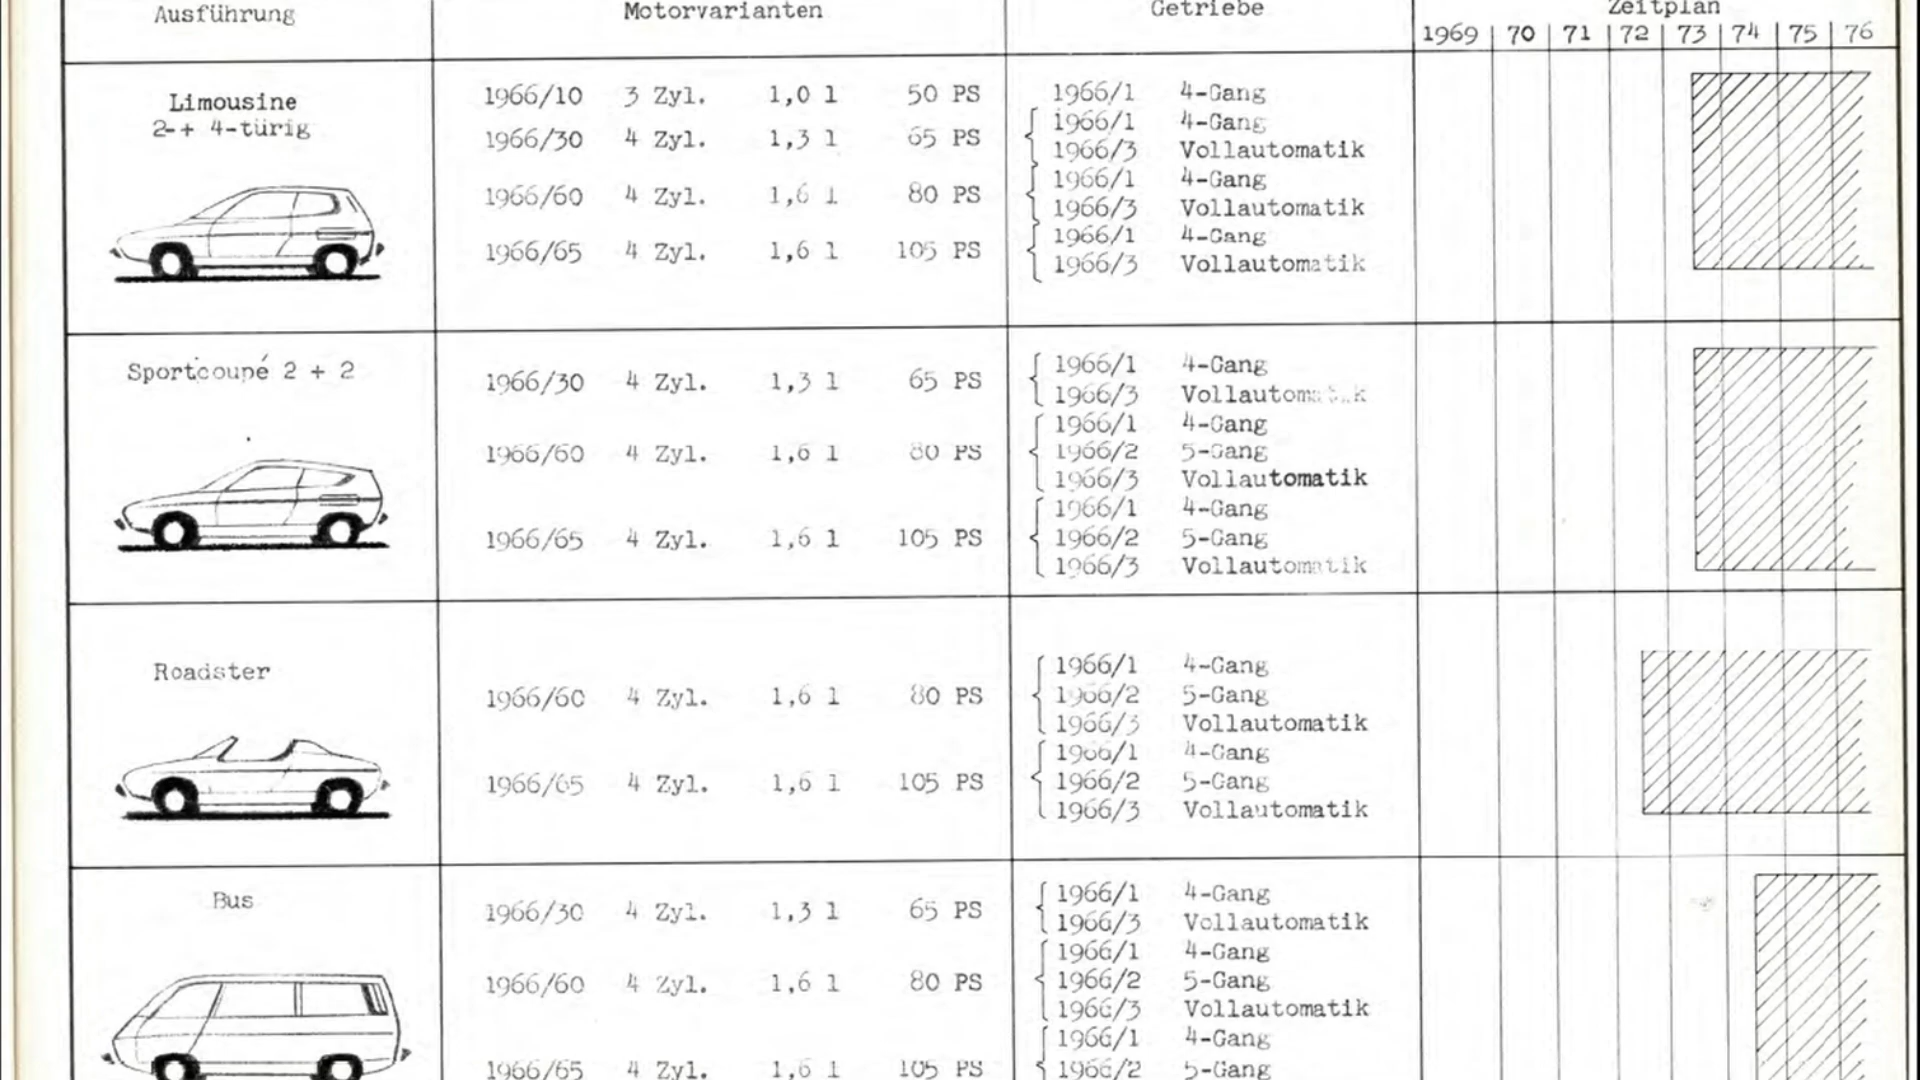 Ausführung Motorvarianten Getriebe Zeitplan
1969 70 71 72 73 74 75 76
Limousine
2-+ 4-türig
1966/10 3 Zyl. 1,0 l 50 PS
1966/30 4 Zyl. 1,3 l 65 PS
1966/60 4 Zyl. 1,6 l 80 PS
1966/65 4 Zyl. 1,6 l 105 PS
1966/1 4-Gang
1966/1 4-Gang
1966/3 Vollautomatik
1966/1 4-Gang
1966/3 Vollautomatik
1966/1 4-Gang
1966/3 Vollautomatik
Sportcoupé 2 + 2
1966/30 4 Zyl. 1,3 l 65 PS
1966/60 4 Zyl. 1,6 l 80 PS
1966/65 4 Zyl. 1,6 l 105 PS
1966/1 4-Gang
1966/3 Vollautomatik
1966/1 4-Gang
1966/2 5-Gang
1966/3 Vollautomatik
1966/1 4-Gang
1966/2 5-Gang
1966/3 Vollautomatik
Roadster
1966/60 4 Zyl. 1,6 l 80 PS
1966/65 4 Zyl. 1,6 l 105 PS
1966/1 4-Gang
1966/2 5-Gang
1966/3 Vollautomatik
1966/1 4-Gang
1966/2 5-Gang
1966/3 Vollautomatik
Bus
1966/30 4 Zyl. 1,3 l 65 PS
1966/60 4 Zyl. 1,6 l 80 PS
1966/65 4 Zyl. 1,6 l 105 PS
1966/1 4-Gang
1966/3 Vollautomatik
1966/1 4-Gang
1966/2 5-Gang
1966/3 Vollautomatik
1966/1 4-Gang
1966/2 5-Gang